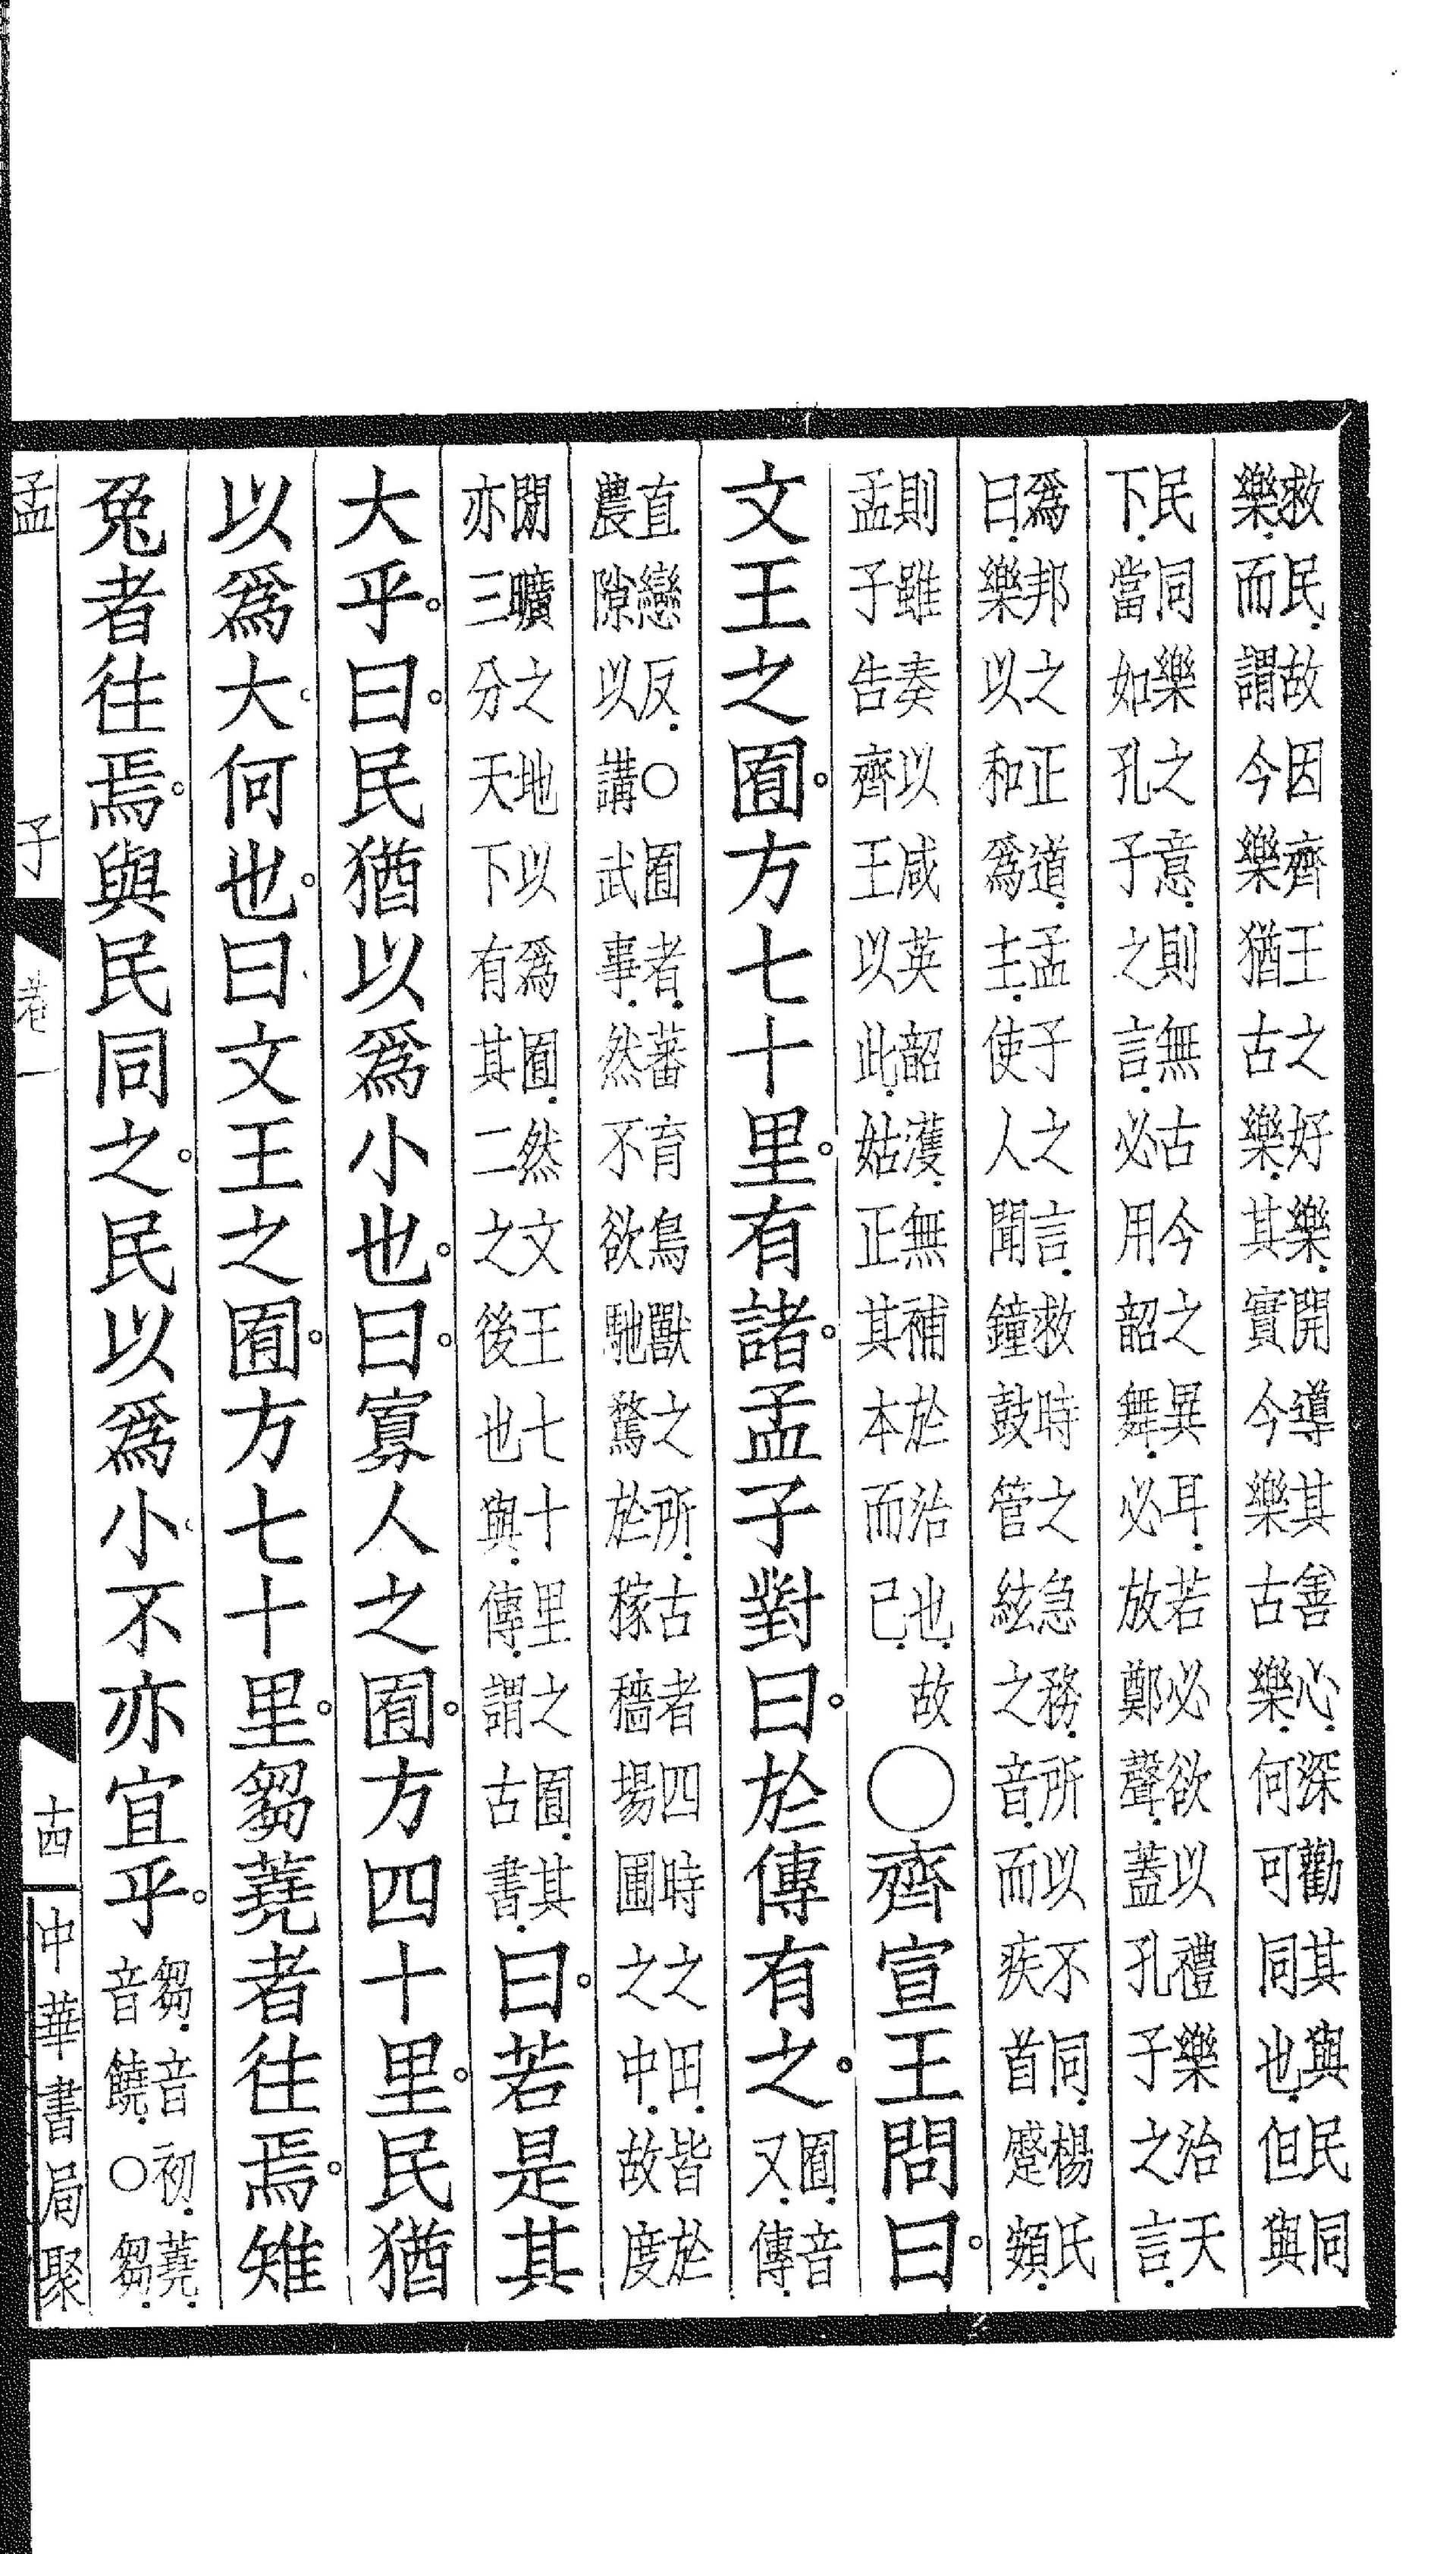 救民.故因齊王之好樂.開導其善心.深勸其與民同
樂.而謂今樂猶古樂.其實今樂古樂.何可同也.但與
民同樂之意.則無古今之異耳.若必欲以禮樂治天
下.當如孔子之言.必用韶舞.必放鄭聲.蓋孔子之言.
爲邦之正道.孟子之言.救時之急務.所以不同.楊氏
曰.樂以和爲主.使人聞鐘鼓管絃之音.而疾首蹙頞.
則雖奏以咸英韶濩.無補於治也.故
孟子告齊王以此.姑正其本而已.
○齊宣王問曰。
文王之囿。方七十里。有諸。孟子對曰。於傳有之。
囿.音
又.傳.
直戀反.○囿者.蕃育鳥獸之所.古者四時之田.皆於
農隙以講武事.然不欲馳騖於稼穡場圃之中.故度
閒曠之地以爲囿.然文王七十里之囿.其
亦三分天下有其二之後也與.傳.謂古書.
曰。若是其
大乎。曰。民猶以爲小也。曰。寡人之囿。方四十里。民猶
以爲大。何也。曰。文王之囿。方七十里。芻蕘者往焉。雉
兔者往焉。與民同之。民以爲小。不亦宜乎。
芻.音初.蕘.
音饒.○芻.
孟子 卷一
十四 中華書局聚